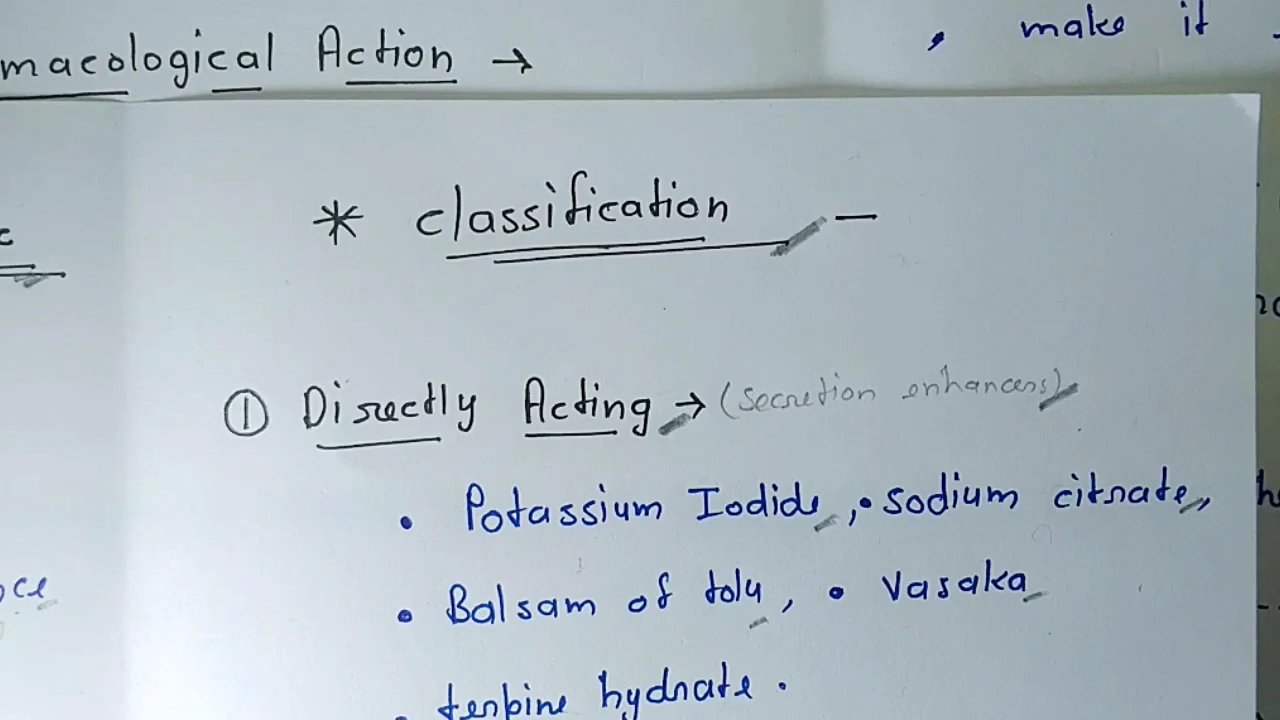 macological Action →
, make it
* classification -
① Directly Acting → (secretion enhancers)
• Potassium Iodide, • sodium citrate,
• Balsam of tolu, • Vasaka
• terpine hydrate.